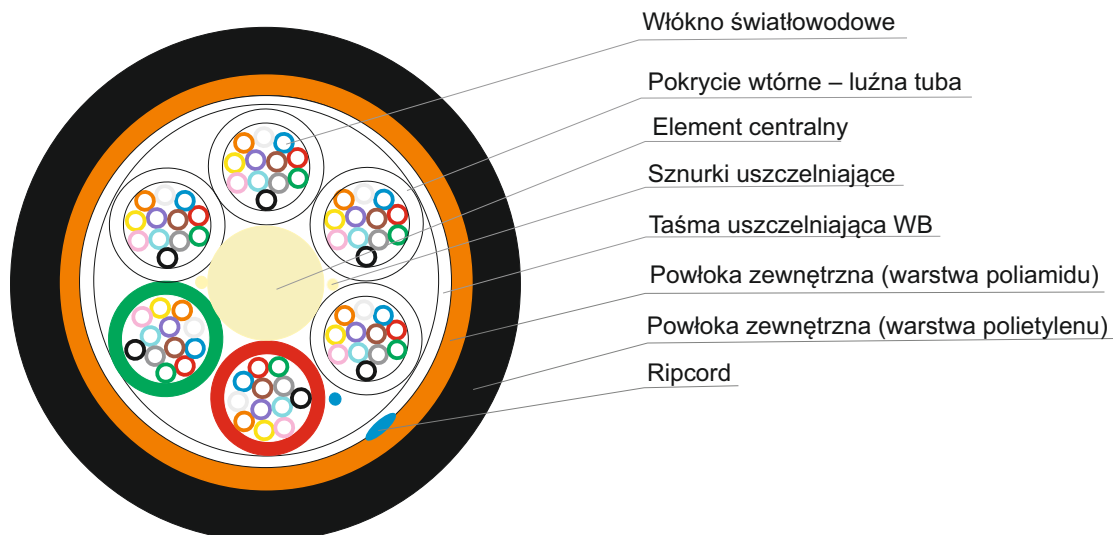 Włókno światłowodowe
Pokrycie wtórne – luźna tuba
Element centralny
Sznurki uszczelniające
Taśma uszczelniająca WB
Powłoka zewnętrzna (warstwa poliamidu)
Powłoka zewnętrzna (warstwa polietylenu)
Ripcord